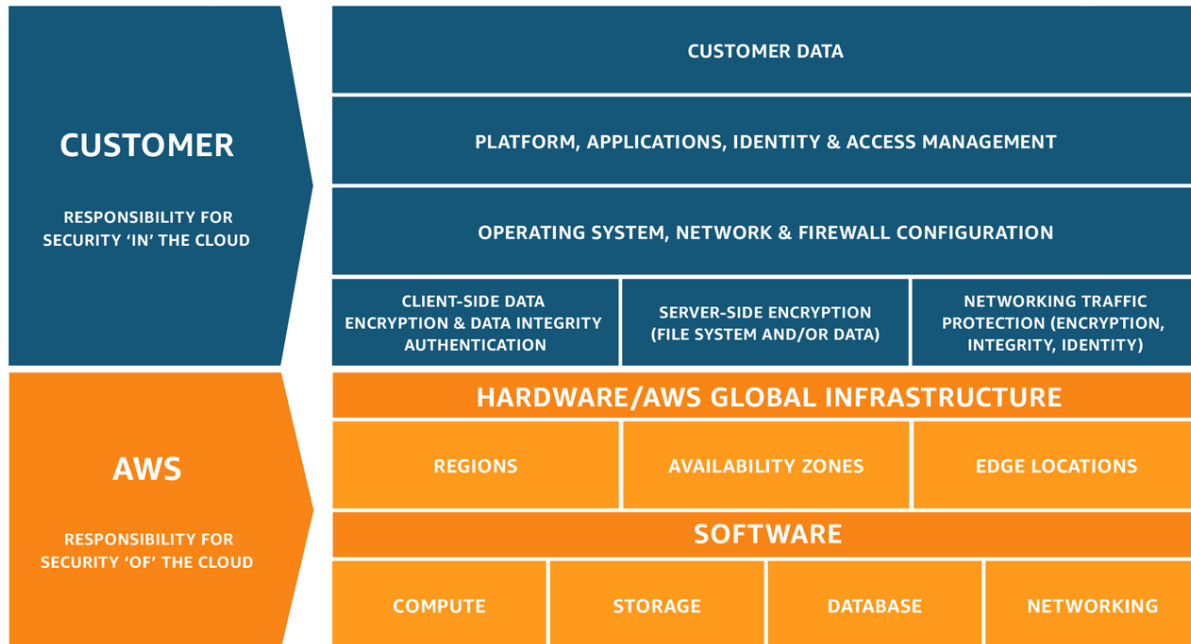 CUSTOMER
RESPONSIBILITY FOR
SECURITY ‘IN’ THE CLOUD
CUSTOMER DATA
PLATFORM, APPLICATIONS, IDENTITY & ACCESS MANAGEMENT
OPERATING SYSTEM, NETWORK & FIREWALL CONFIGURATION
CLIENT-SIDE DATA
ENCRYPTION & DATA INTEGRITY
AUTHENTICATION
SERVER-SIDE ENCRYPTION
(FILE SYSTEM AND/OR DATA)
NETWORKING TRAFFIC
PROTECTION (ENCRYPTION,
INTEGRITY, IDENTITY)
AWS
RESPONSIBILITY FOR
SECURITY ‘OF’ THE CLOUD
HARDWARE/AWS GLOBAL INFRASTRUCTURE
REGIONS
AVAILABILITY ZONES
EDGE LOCATIONS
SOFTWARE
COMPUTE
STORAGE
DATABASE
NETWORKING